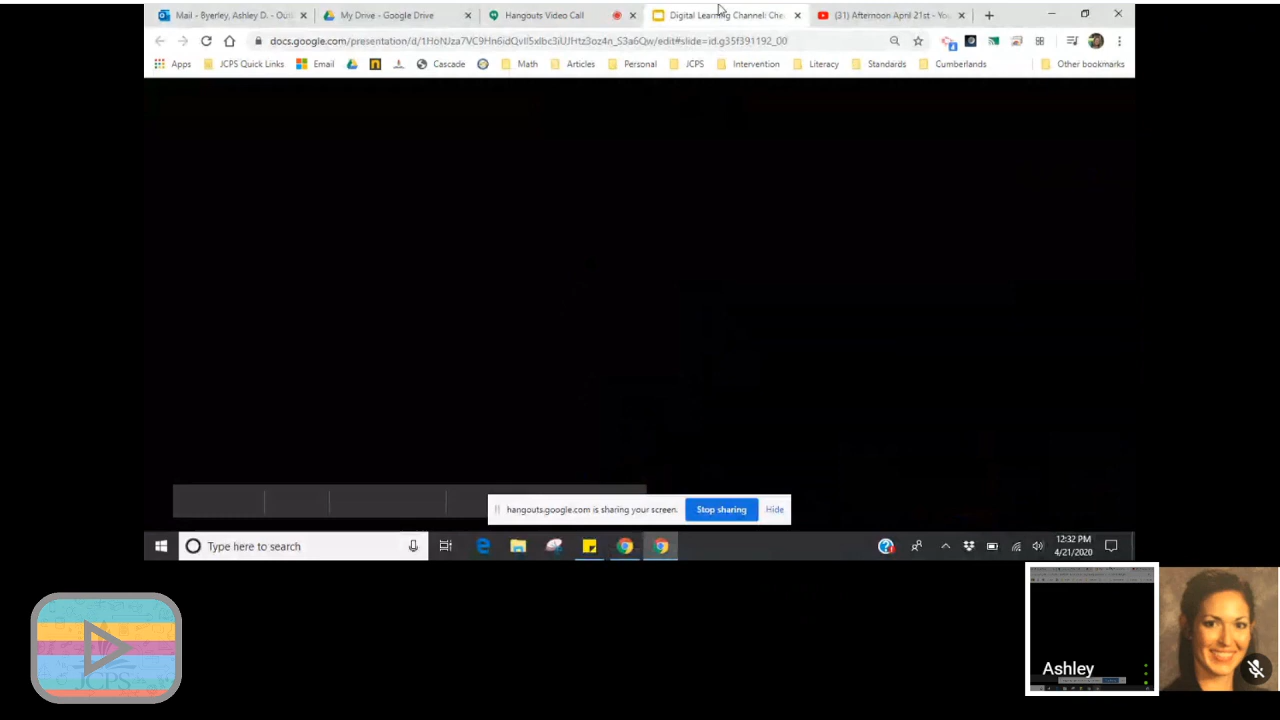 Mail - Byerley, Ashley D. - Out
My Drive - Google Drive
Hangouts Video Call
Digital Learning Channel: Che
(31) Afternoon April 21st - You
docs.google.com/presentation/d/1HoNJza7VC9Hn6idQvIl5xlbc3iUJHtz3oz4n_S3a6Qw/edit#slide=id.g35f391192_00
Apps
JCPS Quick Links
Email
Cascade
Math
Articles
Personal
JCPS
Intervention
Literacy
Standards
Cumberlands
Other bookmarks
hangouts.google.com is sharing your screen.
Stop sharing
Hide
Type here to search
12:32 PM
4/21/2020
JCPS
Ashley